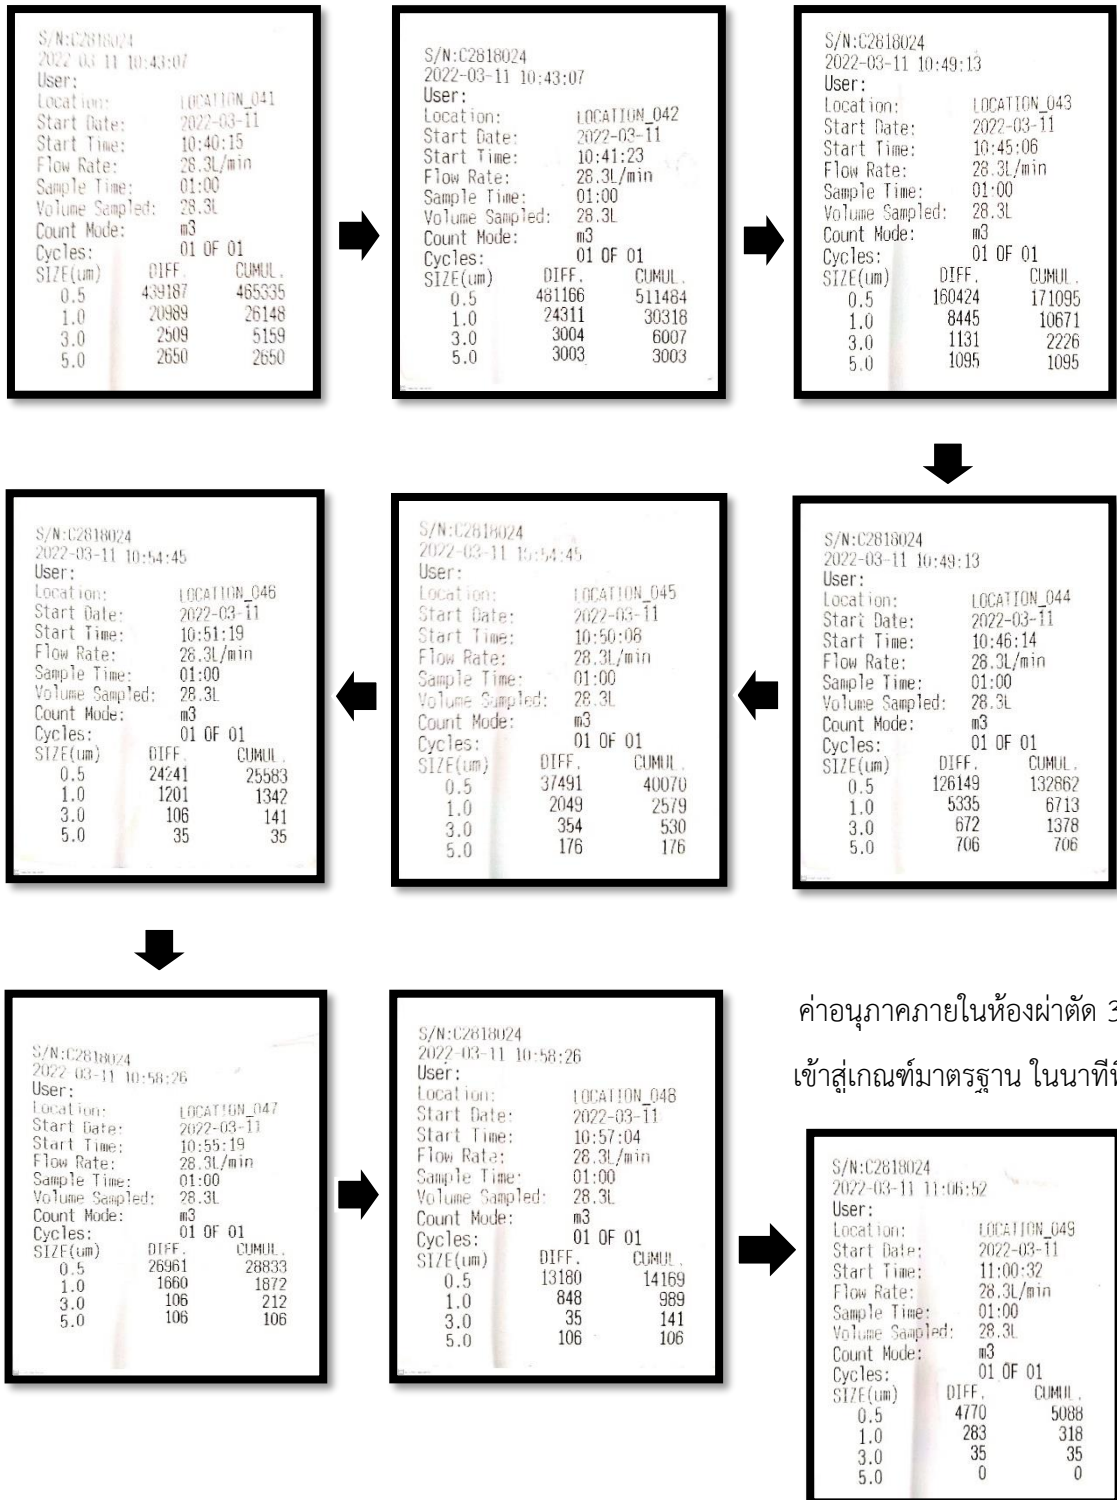 S/N:C2818024
2022-03-11 10:43:07
User:
Location: LOCATION_041
Start Date: 2022-03-11
Start Time: 10:40:15
Flow Rate: 28.3L/min
Sample Time: 01:00
Volume Sampled: 28.3L
Count Mode: m3
Cycles: 01 OF 01
SIZE(um) DIFF. CUMUL.
0.5 439187 465335
1.0 20989 26148
3.0 2509 5159
5.0 2650 2650
S/N:C2818024
2022-03-11 10:43:07
User:
Location: LOCATION_042
Start Date: 2022-03-11
Start Time: 10:41:23
Flow Rate: 28.3L/min
Sample Time: 01:00
Volume Sampled: 28.3L
Count Mode: m3
Cycles: 01 OF 01
SIZE(um) DIFF. CUMUL.
0.5 481166 511484
1.0 24311 30318
3.0 3004 6007
5.0 3003 3003
S/N:C2818024
2022-03-11 10:49:13
User:
Location: LOCATION_043
Start Date: 2022-03-11
Start Time: 10:45:06
Flow Rate: 28.3L/min
Sample Time: 01:00
Volume Sampled: 28.3L
Count Mode: m3
Cycles: 01 OF 01
SIZE(um) DIFF. CUMUL.
0.5 160424 171095
1.0 8445 10671
3.0 1131 2226
5.0 1095 1095
S/N:C2818024
2022-03-11 10:49:13
User:
Location: LOCATION_044
Start Date: 2022-03-11
Start Time: 10:46:14
Flow Rate: 28.3L/min
Sample Time: 01:00
Volume Sampled: 28.3L
Count Mode: m3
Cycles: 01 OF 01
SIZE(um) DIFF. CUMUL.
0.5 126149 132862
1.0 5335 6713
3.0 672 1378
5.0 706 706
S/N:C2818024
2022-03-11 10:54:45
User:
Location: LOCATION_045
Start Date: 2022-03-11
Start Time: 10:50:08
Flow Rate: 28.3L/min
Sample Time: 01:00
Volume Sampled: 28.3L
Count Mode: m3
Cycles: 01 OF 01
SIZE(um) DIFF. CUMUL.
0.5 37491 40070
1.0 2049 2579
3.0 354 530
5.0 176 176
S/N:C2818024
2022-03-11 10:54:45
User:
Location: LOCATION_046
Start Date: 2022-03-11
Start Time: 10:51:19
Flow Rate: 28.3L/min
Sample Time: 01:00
Volume Sampled: 28.3L
Count Mode: m3
Cycles: 01 OF 01
SIZE(um) DIFF. CUMUL.
0.5 24241 25583
1.0 1201 1342
3.0 106 141
5.0 35 35
S/N:C2818024
2022-03-11 10:58:26
User:
Location: LOCATION_047
Start Date: 2022-03-11
Start Time: 10:55:19
Flow Rate: 28.3L/min
Sample Time: 01:00
Volume Sampled: 28.3L
Count Mode: m3
Cycles: 01 OF 01
SIZE(um) DIFF. CUMUL.
0.5 26961 28833
1.0 1660 1872
3.0 106 212
5.0 106 106
S/N:C2818024
2022-03-11 10:58:26
User:
Location: LOCATION_048
Start Date: 2022-03-11
Start Time: 10:57:04
Flow Rate: 28.3L/min
Sample Time: 01:00
Volume Sampled: 28.3L
Count Mode: m3
Cycles: 01 OF 01
SIZE(um) DIFF. CUMUL.
0.5 13180 14169
1.0 848 989
3.0 35 141
5.0 106 106
ค่าอนุภาคภายในห้องผ่าตัด 3
เข้าสู่เกณฑ์มาตรฐาน ในนาที
S/N:C2818024
2022-03-11 11:06:52
User:
Location: LOCATION_049
Start Date: 2022-03-11
Start Time: 11:00:32
Flow Rate: 28.3L/min
Sample Time: 01:00
Volume Sampled: 28.3L
Count Mode: m3
Cycles: 01 OF 01
SIZE(um) DIFF. CUMUL.
0.5 4770 5088
1.0 283 318
3.0 35 35
5.0 0 0